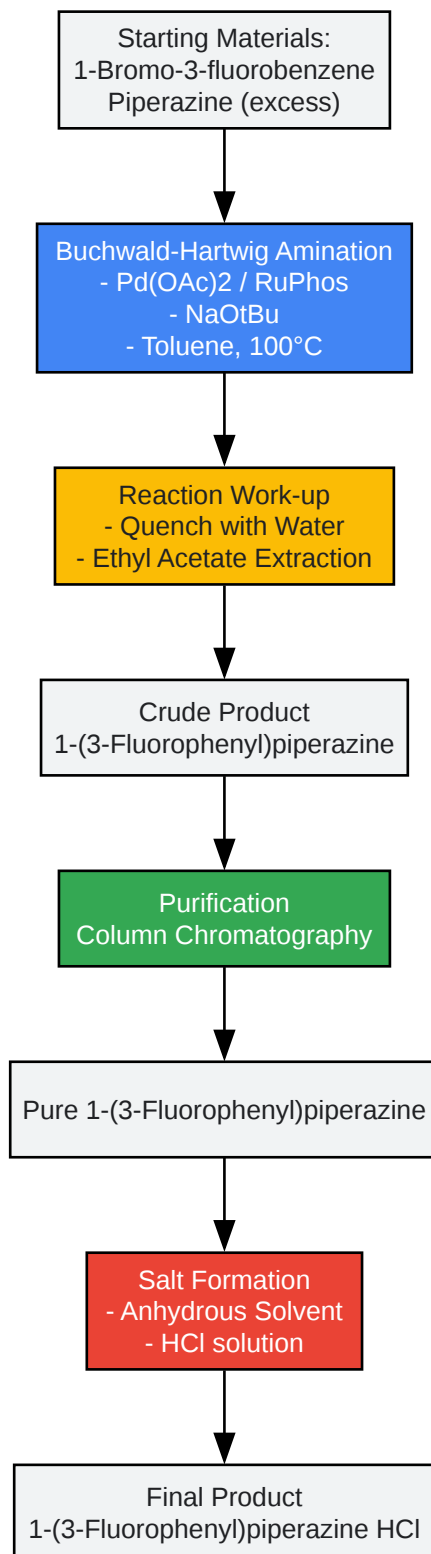 Starting Materials:
1-Bromo-3-fluorobenzene
Piperazine (excess)
Buchwald-Hartwig Amination
- Pd(OAc)2 / RuPhos
- NaOtBu
- Toluene, 100°C
Reaction Work-up
- Quench with Water
- Ethyl Acetate Extraction
Crude Product
1-(3-Fluorophenyl)piperazine
Purification
Column Chromatography
Pure 1-(3-Fluorophenyl)piperazine
Salt Formation
- Anhydrous Solvent
- HCl solution
Final Product
1-(3-Fluorophenyl)piperazine HCl